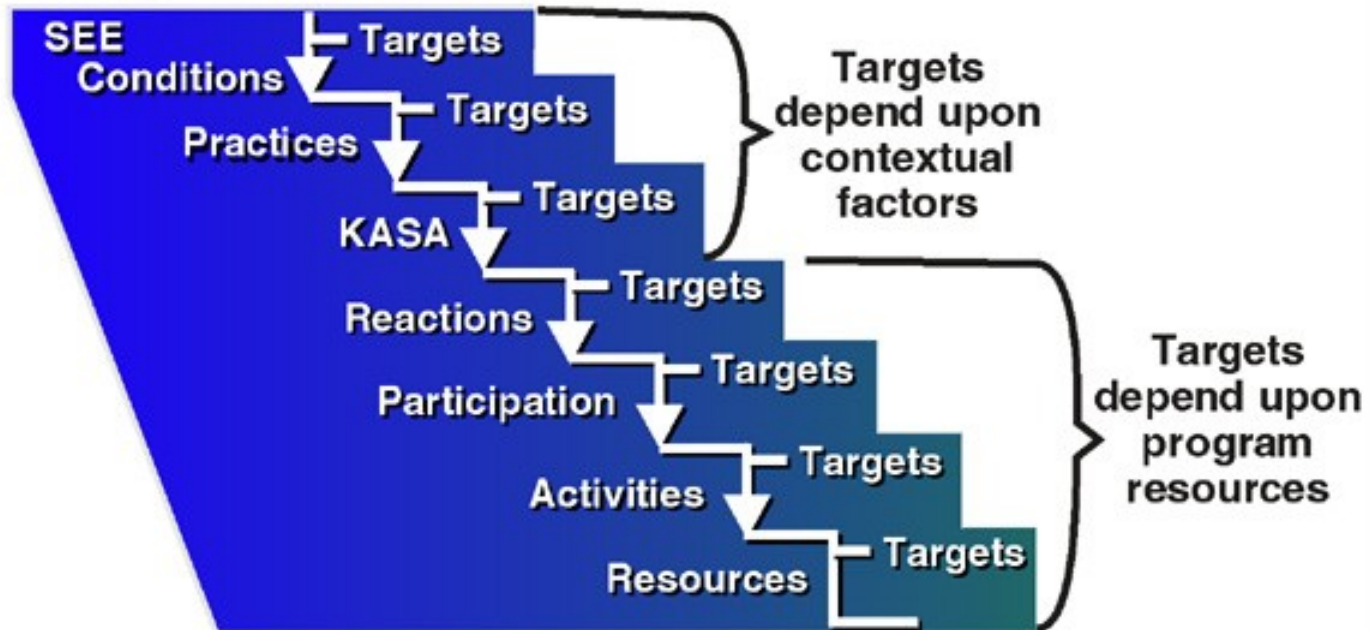 SEE
Conditions
Targets
Practices
Targets
KASA
Targets
Reactions
Targets
Participation
Targets
Activities
Targets
Resources
Targets
Targets
depend upon
contextual
factors
Targets
depend upon
program
resources